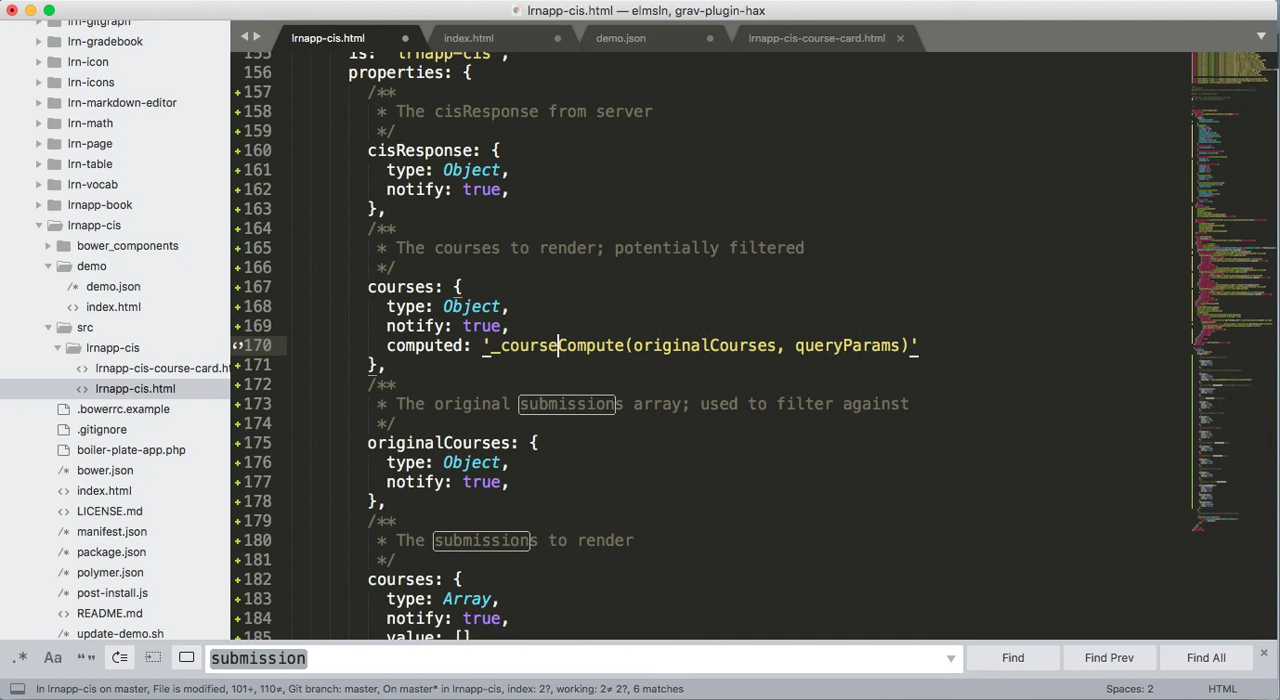 lrnapp-cis.html — elmsln, grav-plugin-hax
lrn-gitgraph
lrn-gradebook
lrn-icon
lrn-icons
lrn-markdown-editor
lrn-math
lrn-page
lrn-table
lrn-vocab
lrnapp-book
lrnapp-cis
bower_components
demo
demo.json
index.html
src
lrnapp-cis
lrnapp-cis-course-card.h
lrnapp-cis.html
.bowerrc.example
.gitignore
boiler-plate-app.php
bower.json
index.html
LICENSE.md
manifest.json
package.json
polymer.json
post-install.js
README.md
update-demo.sh
lrnapp-cis.html
index.html
demo.json
lrnapp-cis-course-card.html
155 is: 'lrnapp-cis',
156 properties: {
157 /**
158 * The cisResponse from server
159 */
160 cisResponse: {
161 type: Object,
162 notify: true,
163 },
164 /**
165 * The courses to render; potentially filtered
166 */
167 courses: {
168 type: Object,
169 notify: true,
170 computed: '_courseCompute(originalCourses, queryParams)'
171 },
172 /**
173 * The original submissions array; used to filter against
174 */
175 originalCourses: {
176 type: Object,
177 notify: true,
178 },
179 /**
180 * The submissions to render
181 */
182 courses: {
183 type: Array,
184 notify: true,
185 value: []
.* Aa “” submission Find Find Prev Find All
In lrnapp-cis on master, File is modified, 101+, 110≠, Git branch: master, On master* in lrnapp-cis, index: 2?, working: 2≠ 2?, 6 matches
Spaces: 2
HTML